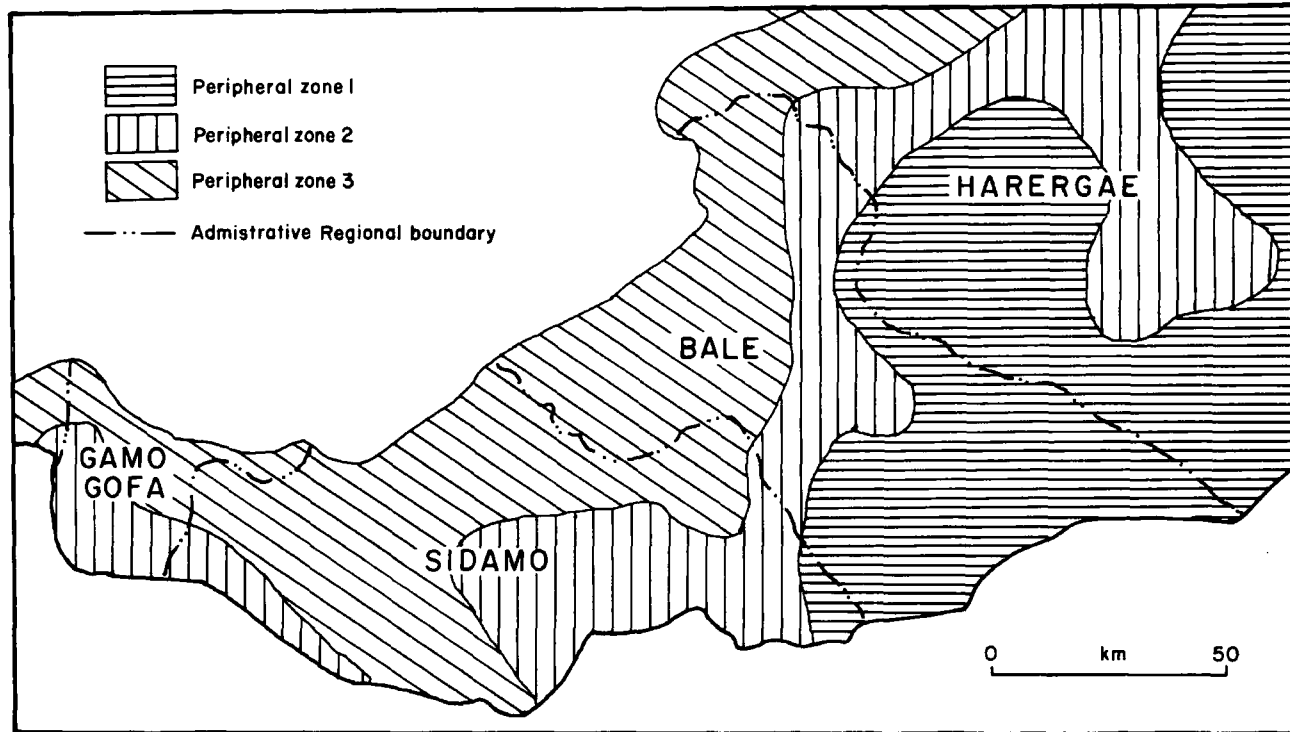 Peripheral zone 1
Peripheral zone 2
Peripheral zone 3
Admistrative Regional boundary
HARERGAE
BALE
GAMO
GOFA
SIDAMO
0 km 50